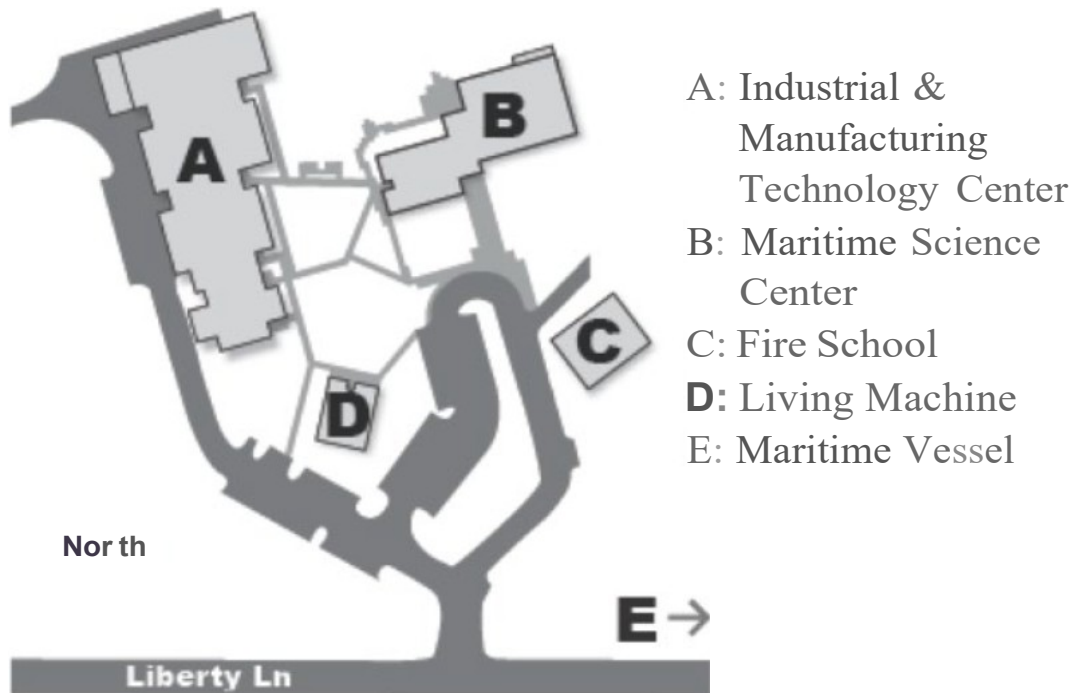 A
B
C
D
E →
Nor th
Liberty Ln
A: Industrial &
Manufacturing
Technology Center
B: Maritime Science
Center
C: Fire School
D: Living Machine
E: Maritime Vessel